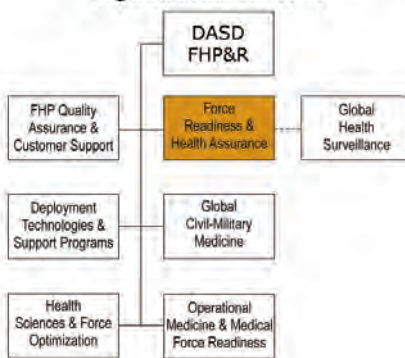 DASD
FHP&R
FHP Quality
Assurance &
Customer Support
Force
Readiness &
Health Assurance
Global
Health
Surveillance
Deployment
Technologies &
Support Programs
Global
Civil-Military
Medicine
Health
Sciences & Force
Optimization
Operational
Medicine & Medical
Force Readiness